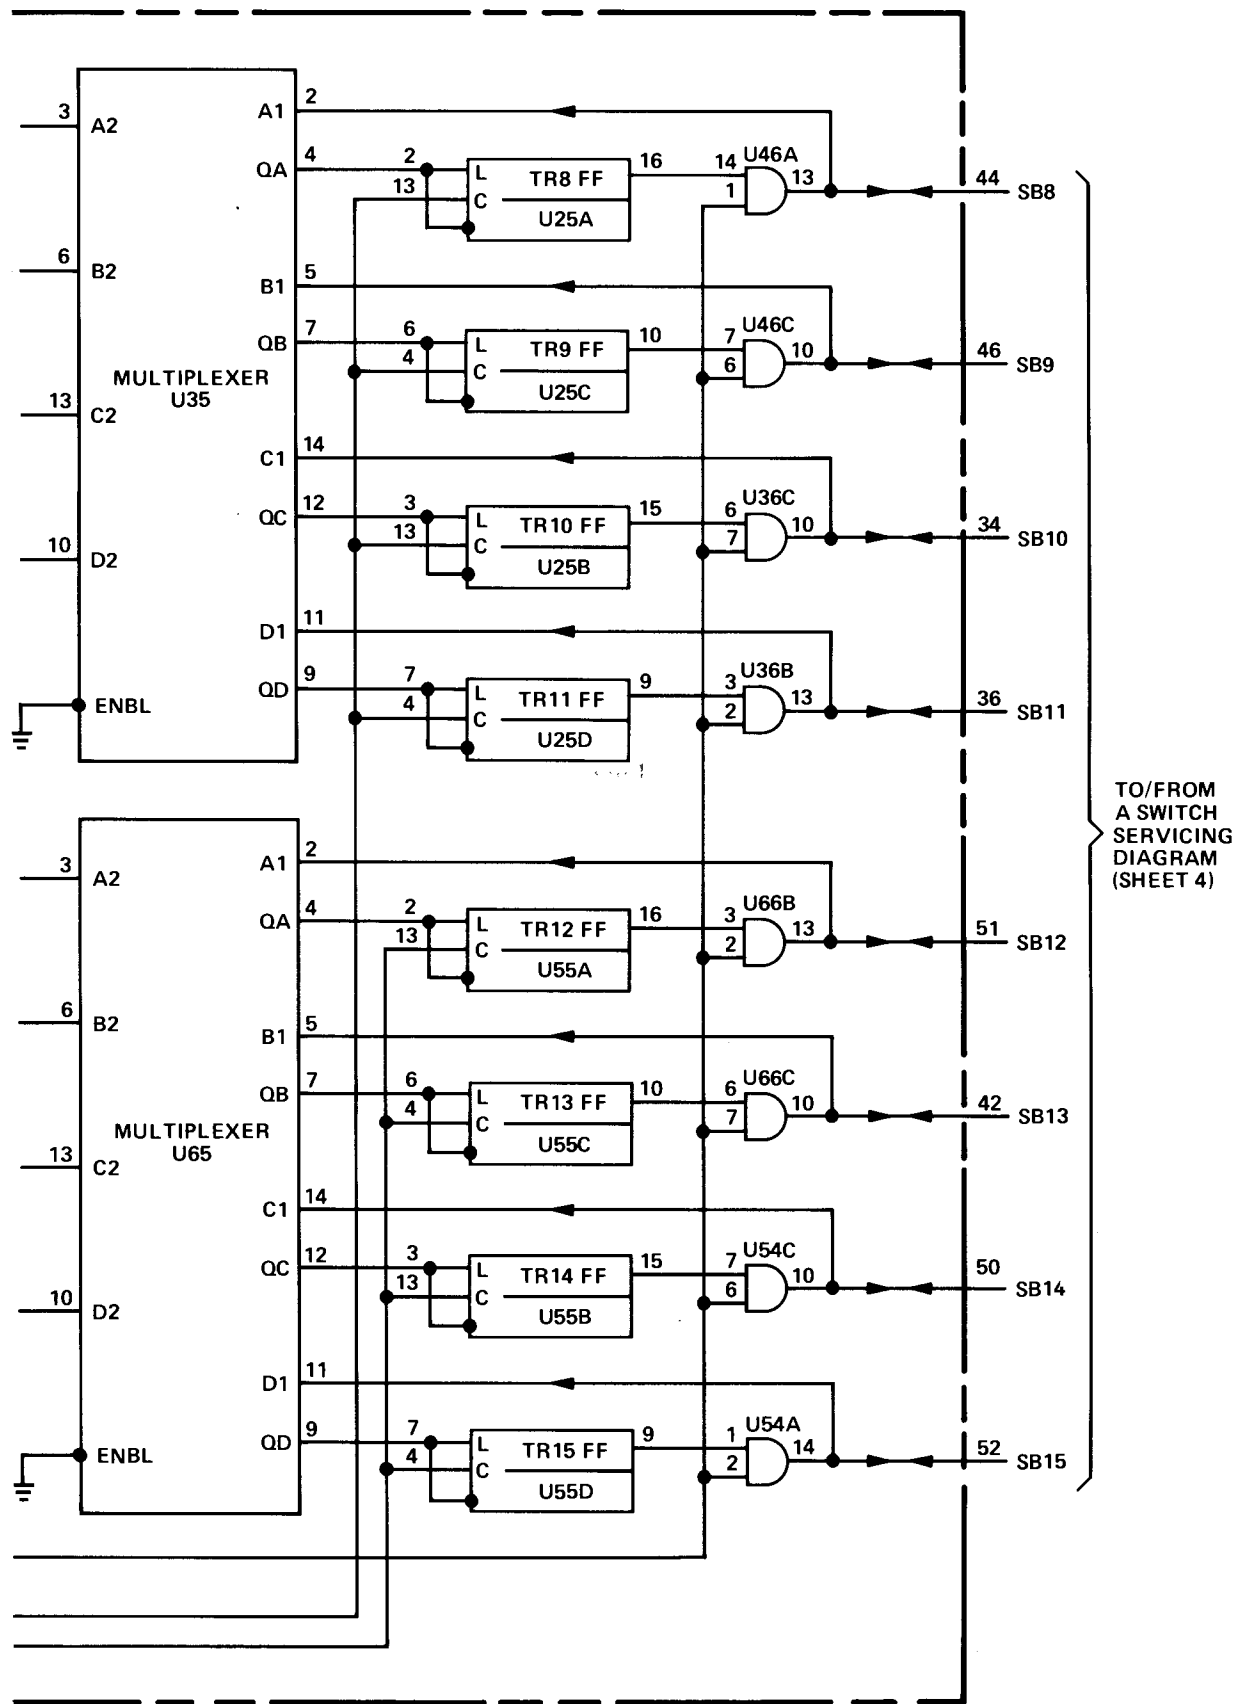 2
A1
3
A2
4
QA
2
L
TR8 FF
16
14
U46A
13
44
SB8
13
C
U25A
1
6
B2
5
B1
7
QB
6
L
TR9 FF
10
7
U46C
10
46
SB9
4
C
U25C
6
MULTIPLEXER
U35
13
C2
14
C1
12
QC
3
L
TR10 FF
15
6
U36C
10
34
SB10
13
C
U25B
7
10
D2
11
D1
9
QD
7
L
TR11 FF
9
3
U36B
13
36
SB11
4
C
U25D
2
ENBL
TO/FROM
A SWITCH
SERVICING
DIAGRAM
(SHEET 4)
2
A1
3
A2
4
QA
2
L
TR12 FF
16
3
U66B
13
51
SB12
13
C
U55A
2
6
B2
5
B1
7
QB
6
L
TR13 FF
10
6
U66C
10
42
SB13
4
C
U55C
7
MULTIPLEXER
U65
13
C2
14
C1
12
QC
3
L
TR14 FF
15
7
U54C
10
50
SB14
13
C
U55B
6
10
D2
11
D1
9
QD
7
L
TR15 FF
9
1
U54A
14
52
SB15
4
C
U55D
2
ENBL